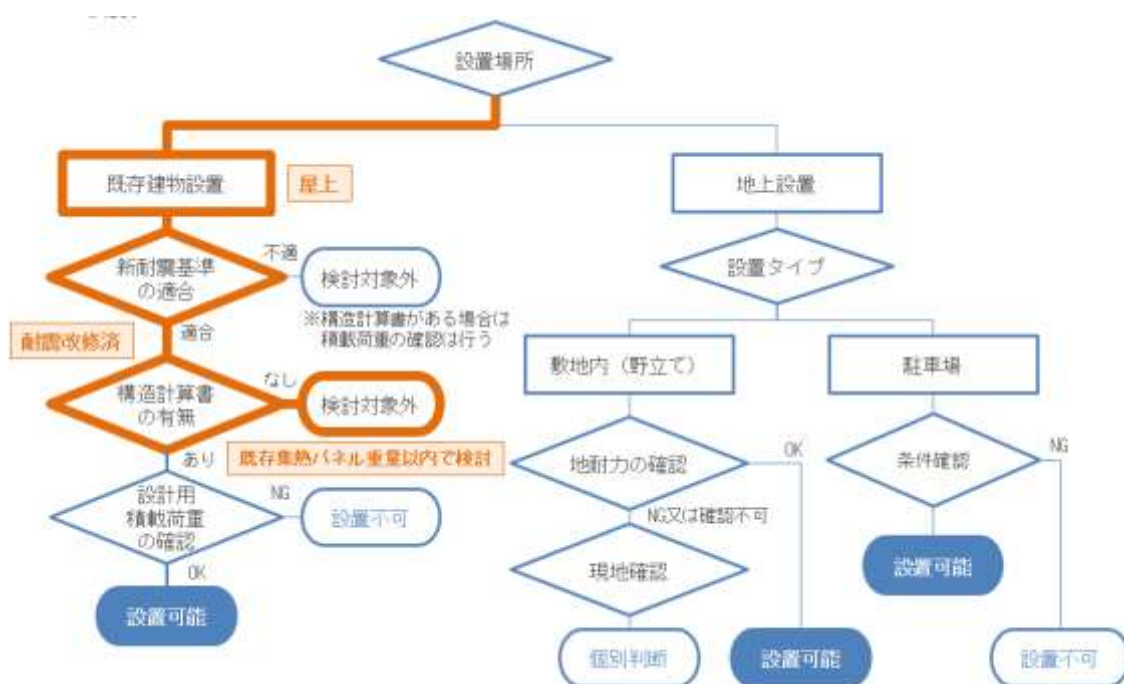 設置場所
既存建物設置
屋上
地上設置
新耐震基準
の適合
不適
検討対象外
※構造計算書がある場合は
積載荷重の確認は行う
設置タイプ
耐震改修済
適合
敷地内（野立て）
駐車場
構造計算書
の有無
なし
検討対象外
あり
既存集熱パネル重量以内で検討
地耐力の確認
OK
条件確認
NG
設計用
積載荷重
の確認
NG
設置不可
NG又は確認不可
OK
現地確認
設置可能
設置可能
個別判断
設置可能
設置不可